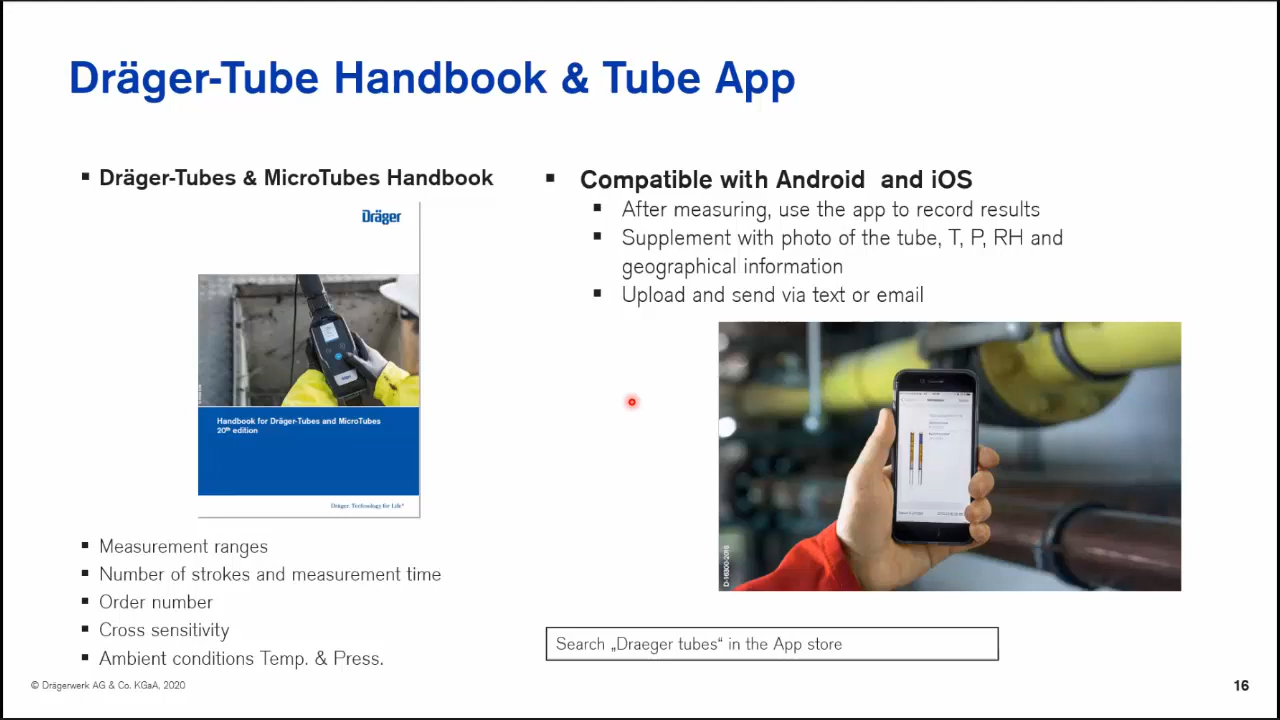 Dräger-Tube Handbook & Tube App
▪ Dräger-Tubes & MicroTubes Handbook
Dräger
Handbook for Dräger-Tubes and MicroTubes
20th edition
Dräger. Technology for Life®
▪ Measurement ranges
▪ Number of strokes and measurement time
▪ Order number
▪ Cross sensitivity
▪ Ambient conditions Temp. & Press.
▪ Compatible with Android and iOS
▪ After measuring, use the app to record results
▪ Supplement with photo of the tube, T, P, RH and
geographical information
▪ Upload and send via text or email
D-16300-2016
Search „Draeger tubes“ in the App store
© Drägerwerk AG & Co. KGaA, 2020
16